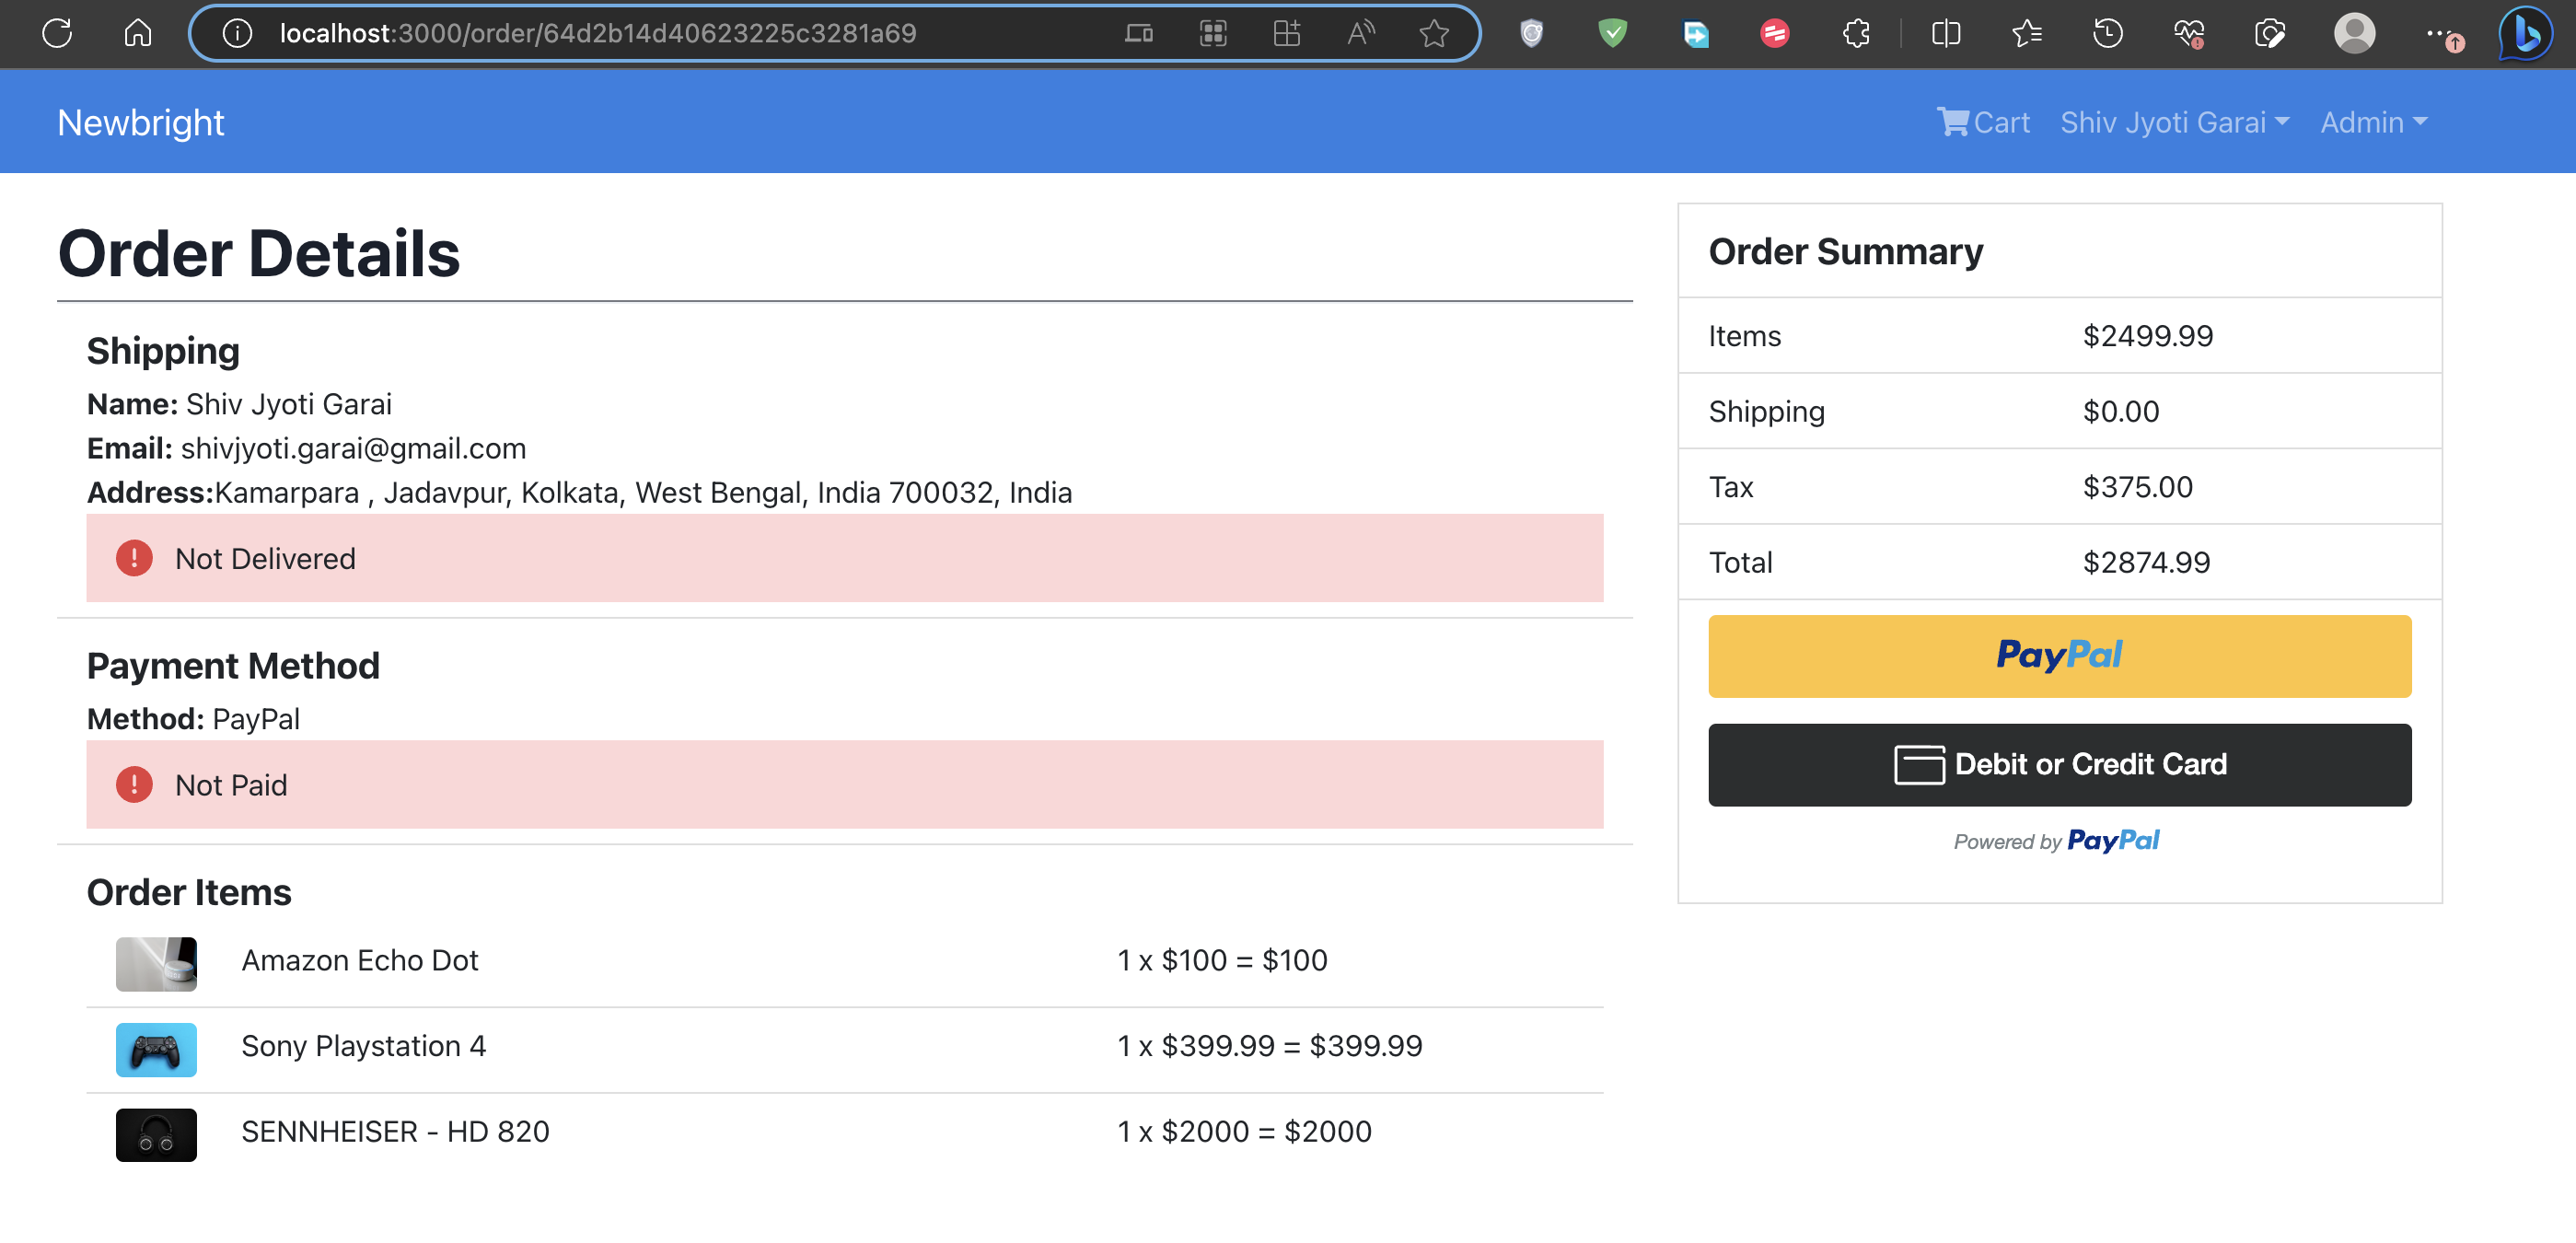 localhost:3000/order/64d2b14d40623225c3281a69
Newbright
Cart Shiv Jyoti Garai Admin
Order Details
Shipping
Name: Shiv Jyoti Garai
Email: shivjyoti.garai@gmail.com
Address:Kamarpara , Jadavpur, Kolkata, West Bengal, India 700032, India
Not Delivered
Payment Method
Method: PayPal
Not Paid
Order Items
Amazon Echo Dot 1 x $100 = $100
Sony Playstation 4 1 x $399.99 = $399.99
SENNHEISER - HD 820 1 x $2000 = $2000
Order Summary
Items $2499.99
Shipping $0.00
Tax $375.00
Total $2874.99
PayPal
Debit or Credit Card
Powered by PayPal